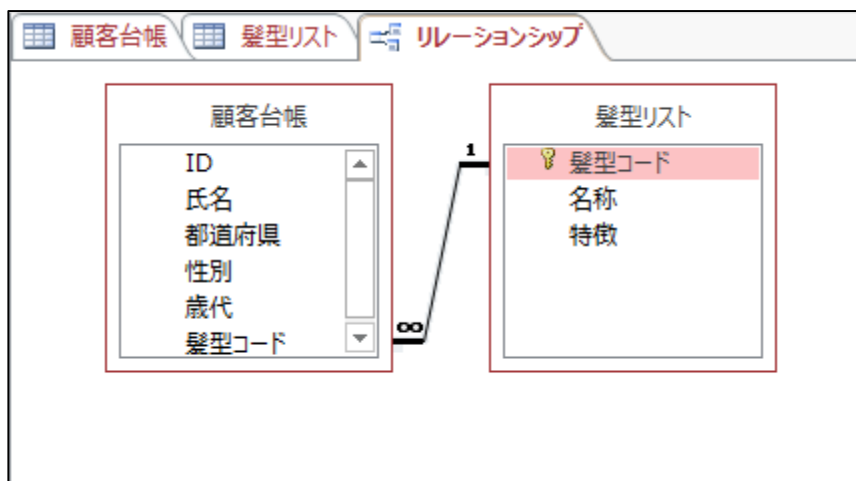 顧客台帳 髪型リスト リレーションシップ
顧客台帳
ID
氏名
都道府県
性別
歳代
髪型コード
∞
1
髪型リスト
髪型コード
名称
特徴